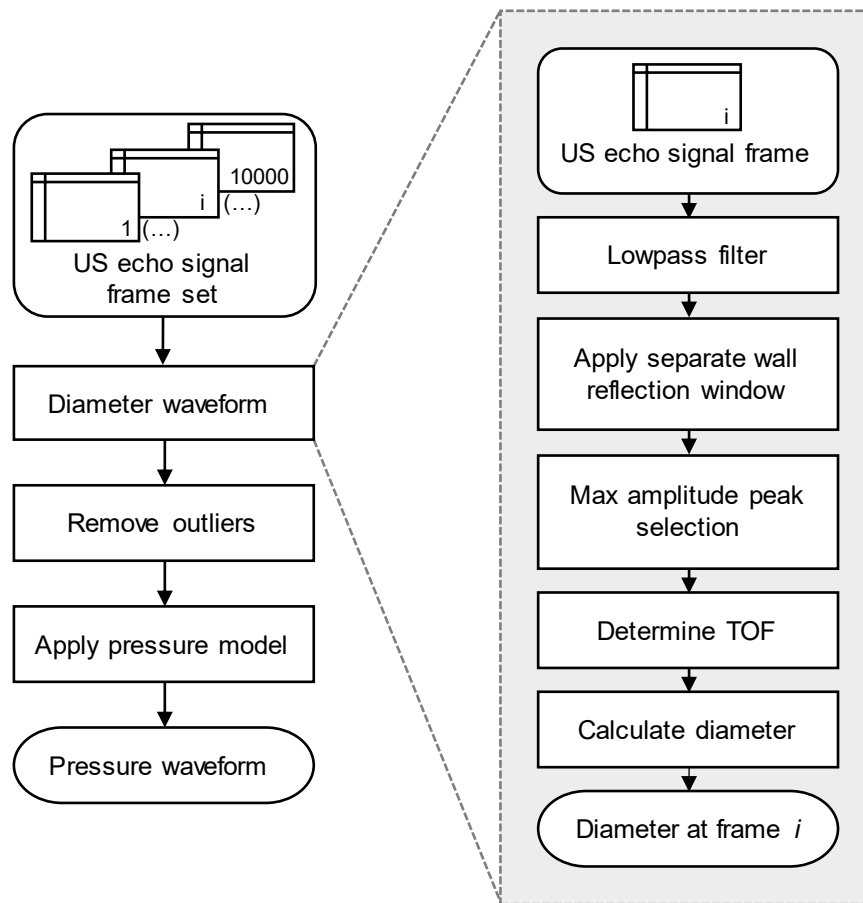 10000
i (…)
1 (…)
US echo signal
frame set
Diameter waveform
Remove outliers
Apply pressure model
Pressure waveform
i
US echo signal frame
Lowpass filter
Apply separate wall
reflection window
Max amplitude peak
selection
Determine TOF
Calculate diameter
Diameter at frame i